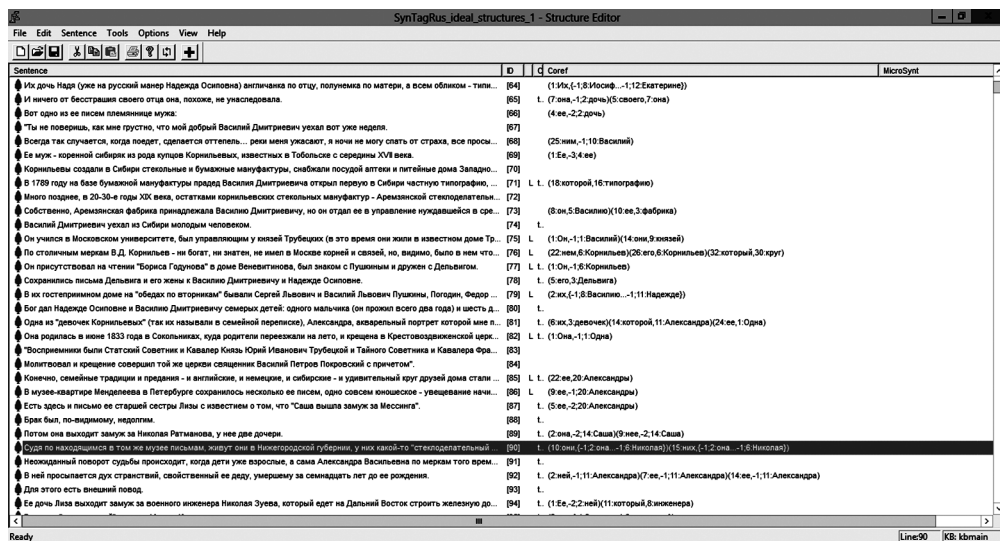 SynTagRus_ideal_structures_1 - Structure Editor
File Edit Sentence Tools Options View Help
Sentence ID Coref MicroSynt
Их дочь Надя (уже на русский манер Надежда Осиповна) англичанка по отцу, полунемка по матери, а всем обликом - типи... [64] (1:Их,{-1;8:Иосиф...-1;12:Екатерине})
И ничего от бесстрашия своего отца она, похоже, не унаследовала. [65] t.. (7:она,-1;2:дочь)(5:своего,7:она)
Вот одно из ее писем племяннице мужа: [66] (4:ее,-2;2:дочь)
"Ты не поверишь, как мне грустно, что мой добрый Василий Дмитриевич уехал вот уже неделя. [67]
Всегда так случается, когда поедет, сделается оттепель... реки меня ужасают, я ночи не могу спать от страха, все просы... [68] (25:ним,-1;10:Василий)
Ее муж - коренной сибиряк из рода купцов Корнильевых, известных в Тобольске с середины XVII века. [69] (1:Ее,-3;4:ее)
Корнильевы создали в Сибири стекольные и бумажные мануфактуры, снабжали посудой аптеки и питейные дома Западно... [70]
В 1789 году на базе бумажной мануфактуры прадед Василия Дмитриевича открыл первую в Сибири частную типографию, ... [71] L t.. (18:которой,16:типографию)
Много позднее, в 20-30-е годы XIX века, остатками корнильевских стекольных мануфактур - Аремзянской стеклоделательн... [72]
Собственно, Аремзянская фабрика принадлежала Василию Дмитриевичу, но он отдал ее в управление нуждавшейся в сре... [73] (8:он,5:Василию)(10:ее,3:фабрика)
Василий Дмитриевич уехал из Сибири молодым человеком. [74] t..
Он учился в Московском университете, был управляющим у князей Трубецких (в это время они жили в известном доме Тр... [75] L (1:Он,-1;1:Василий)(14:они,9:князей)
По столичным меркам В.Д. Корнильев - ни богат, ни знатен, не имел в Москве корней и связей, но, видимо, было в нем что... [76] L (22:нем,6:Корнильев)(26:его,6:Корнильев)(32:который,30:круг)
Он присутствовал на чтении "Бориса Годунова" в доме Веневитинова, был знаком с Пушкиным и дружен с Дельвигом. [77] L t.. (1:Он,-1;6:Корнильев)
Сохранились письма Дельвига и его жены к Василию Дмитриевичу и Надежде Осиповне. [78] t.. (5:его,3:Дельвига)
В их гостеприимном доме на "обедах по вторникам" бывали Сергей Львович и Василий Львович Пушкины, Погодин, Федор ... [79] L (2:их,{-1;8:Василию...-1;11:Надежде})
Бог дал Надежде Осиповне и Василию Дмитриевичу семерых детей: одного мальчика (он прожил всего два года) и шесть д... [80] t..
Одна из "девочек Корнильевых" (так их называли в семейной переписке), Александра, акварельный портрет которой мне п... [81] t.. (6:их,3:девочек)(14:которой,11:Александра)(24:ее,1:Одна)
Она родилась в июне 1833 года в Сокольниках, куда родители переезжали на лето, и крещена в Крестовоздвиженской церк... [82] L t.. (1:Она,-1;1:Одна)
"Восприемники были Статский Советник и Кавалер Князь Юрий Иванович Трубецкой и Тайного Советника и Кавалера Фра... [83]
Молитвовал и крещение совершил той же церкви священник Василий Петров Покровский с причетом". [84]
Конечно, семейные традиции и предания - и английские, и немецкие, и сибирские - и удивительный круг друзей дома стали ... [85] L t.. (22:ее,20:Александры)
В музее-квартире Менделеева в Петербурге сохранилось несколько ее писем, одно совсем юношеское - увещевание начи... [86] L (9:ее,-1;20:Александры)
Есть здесь и письмо ее старшей сестры Лизы с известием о том, что "Саша вышла замуж за Мессинга". [87] t.. (5:ее,-2;20:Александры)
Брак был, по-видимому, недолгим. [88] t..
Потом она выходит замуж за Николая Ратманова, у нее две дочери. [89] t.. (2:она,-2;14:Саша)(9:нее,-2;14:Саша)
Судя по находящимся в том же музее письмам, живут они в Нижегородской губернии, у них какой-то "стеклоделательный ... [90] t.. (10:они,{-1;2:она...-1;6:Николая})(15:них,{-1;2:она...-1;6:Николая})
Неожиданный поворот судьбы происходит, когда дети уже взрослые, а сама Александра Васильевна по меркам того врем... [91] t..
В ней просыпается дух странствий, свойственный ее деду, умершему за семнадцать лет до ее рождения. [92] t.. (2:ней,-1;11:Александра)(7:ее,-1;11:Александра)(14:ее,-1;11:Александра)
Для этого есть внешний повод. [93] t..
Ее дочь Лиза выходит замуж за военного инженера Николая Зуева, который едет на Дальний Восток строить железную до... [94] t.. (1:Ее,-2;2:ней)(11:который,8:инженера)
Ready Line:90 KB: kbmain